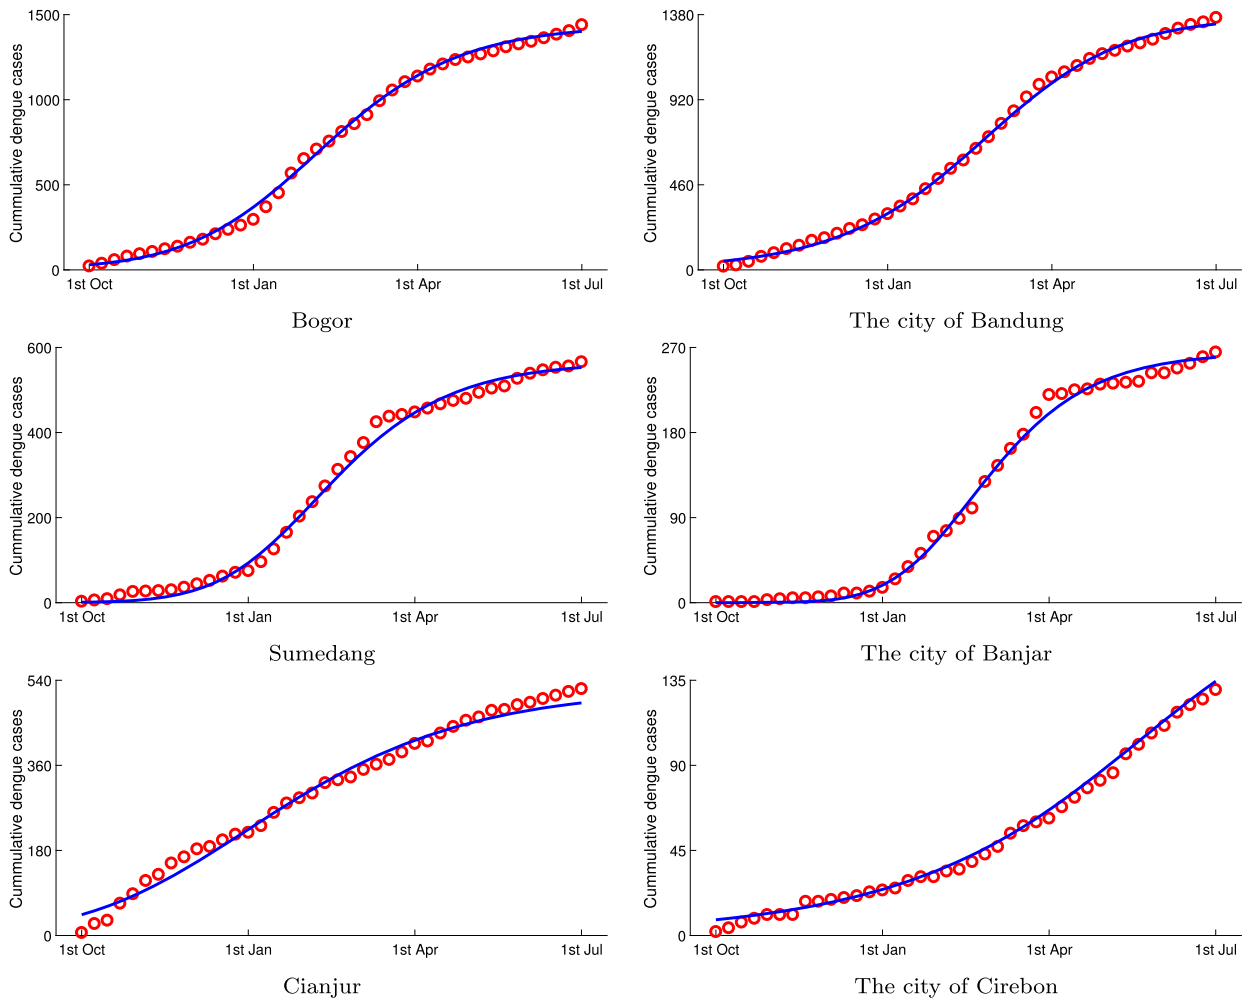 1500
1000
500
0
Cummulative dengue cases
1st Oct
1st Jan
1st Apr
1st Jul
Bogor
1380
920
460
0
Cummulative dengue cases
1st Oct
1st Jan
1st Apr
1st Jul
The city of Bandung
600
400
200
0
Cummulative dengue cases
1st Oct
1st Jan
1st Apr
1st Jul
Sumedang
270
180
90
0
Cummulative dengue cases
1st Oct
1st Jan
1st Apr
1st Jul
The city of Banjar
540
360
180
0
Cummulative dengue cases
1st Oct
1st Jan
1st Apr
1st Jul
Cianjur
135
90
45
0
Cummulative dengue cases
1st Oct
1st Jan
1st Apr
1st Jul
The city of Cirebon